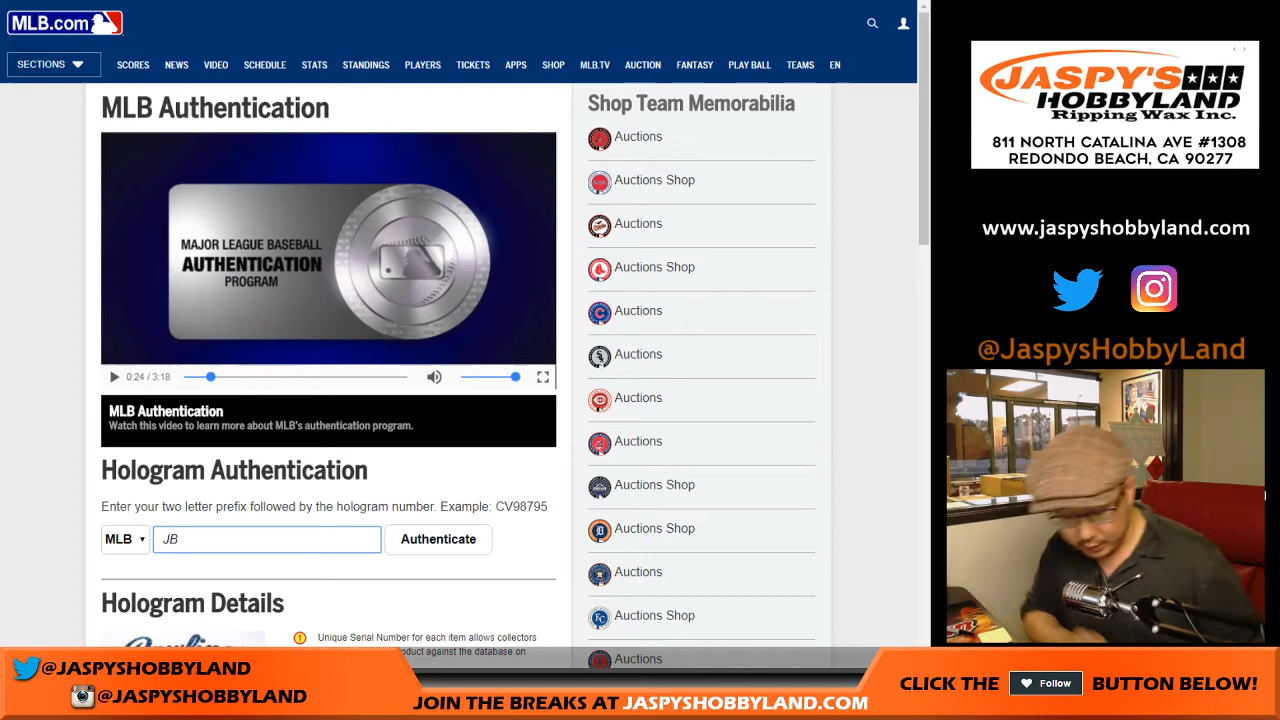 MLB.com
SECTIONS
SCORES NEWS VIDEO SCHEDULE STATS STANDINGS PLAYERS TICKETS APPS SHOP MLB.TV AUCTION FANTASY PLAY BALL TEAMS EN
MLB Authentication
MAJOR LEAGUE BASEBALL
AUTHENTICATION
PROGRAM
0:24 / 3:18
MLB Authentication
Watch this video to learn more about MLB's authentication program.
Hologram Authentication
Enter your two letter prefix followed by the hologram number. Example: CV98795
MLB JB Authenticate
Hologram Details
1 Unique Serial Number for each item allows collectors
oduct against the database on
Shop Team Memorabilia
Auctions
Auctions Shop
Auctions
Auctions Shop
Auctions
Auctions
Auctions
Auctions
Auctions Shop
Auctions Shop
Auctions
Auctions Shop
Auctions
JASPY'S
HOBBYLAND
Ripping Wax Inc.
811 NORTH CATALINA AVE #1308
REDONDO BEACH, CA 90277
www.jaspyshobbyland.com
@JaspysHobbyLand
@JASPYSHOBBYLAND
@JASPYSHOBBYLAND
JOIN THE BREAKS AT JASPYSHOBBYLAND.COM
CLICK THE Follow BUTTON BELOW!